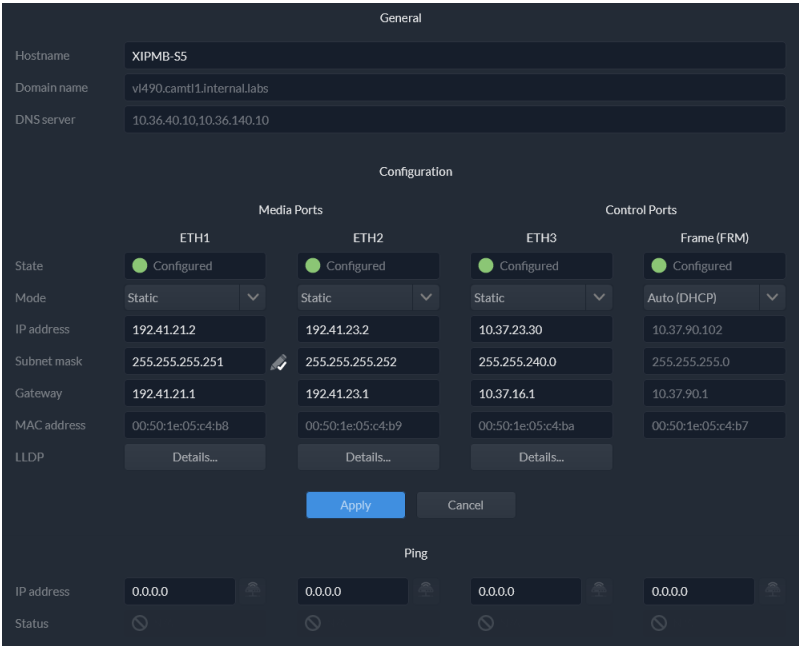 General
Hostname XIPMB-S5
Domain name vl490.camtl1.internal.labs
DNS server 10.36.40.10,10.36.140.10
Configuration
Media Ports Control Ports
ETH1 ETH2 ETH3 Frame (FRM)
State Configured Configured Configured Configured
Mode Static Static Static Auto (DHCP)
IP address 192.41.21.2 192.41.23.2 10.37.23.30 10.37.90.102
Subnet mask 255.255.255.251 255.255.255.252 255.255.240.0 255.255.255.0
Gateway 192.41.21.1 192.41.23.1 10.37.16.1 10.37.90.1
MAC address 00:50:1e:05:c4:b8 00:50:1e:05:c4:b9 00:50:1e:05:c4:ba 00:50:1e:05:c4:b7
LLDP Details... Details... Details...
Apply Cancel
Ping
IP address 0.0.0.0 0.0.0.0 0.0.0.0 0.0.0.0
Status